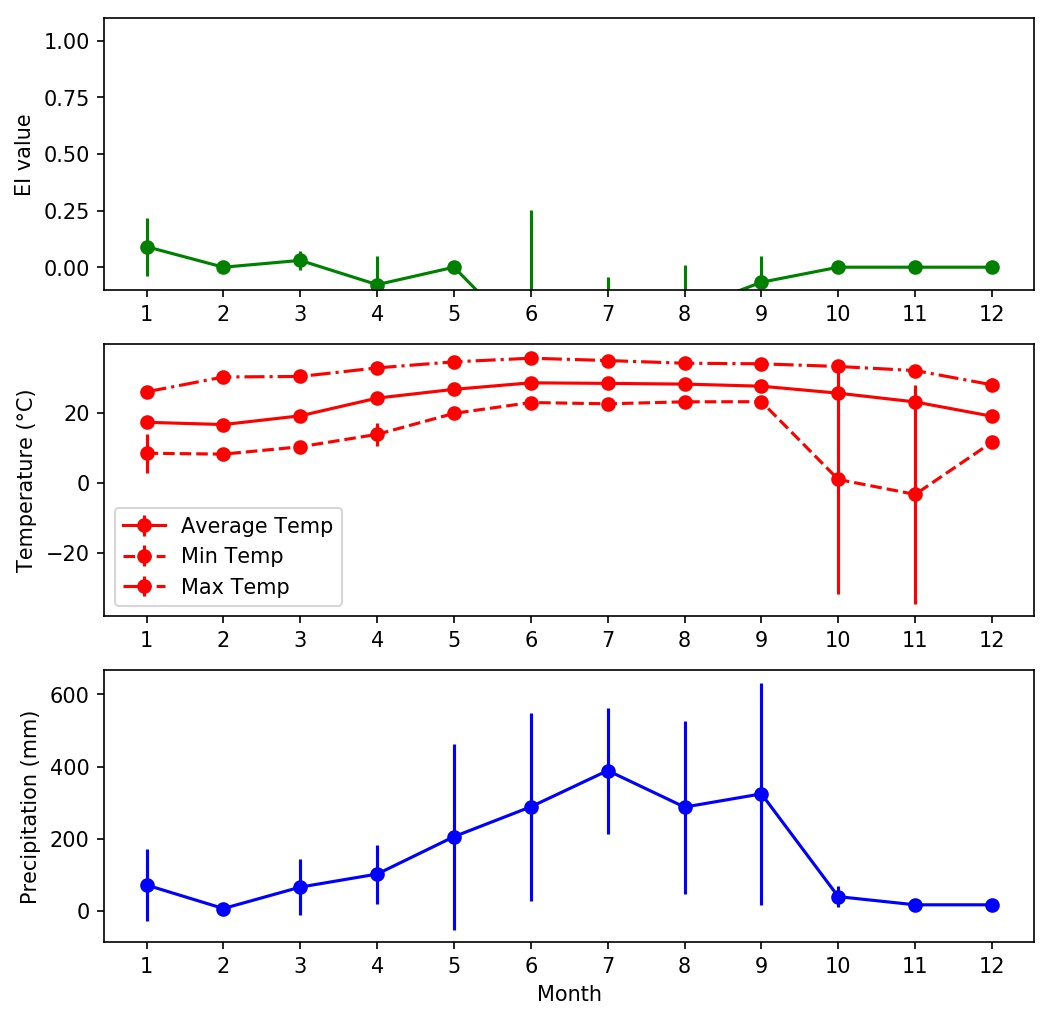 EI value
1.00
0.75
0.50
0.25
0.00
1 2 3 4 5 6 7 8 9 10 11 12
Temperature (°C)
20
0
−20
Average Temp
Min Temp
Max Temp
1 2 3 4 5 6 7 8 9 10 11 12
Precipitation (mm)
600
400
200
0
1 2 3 4 5 6 7 8 9 10 11 12
Month